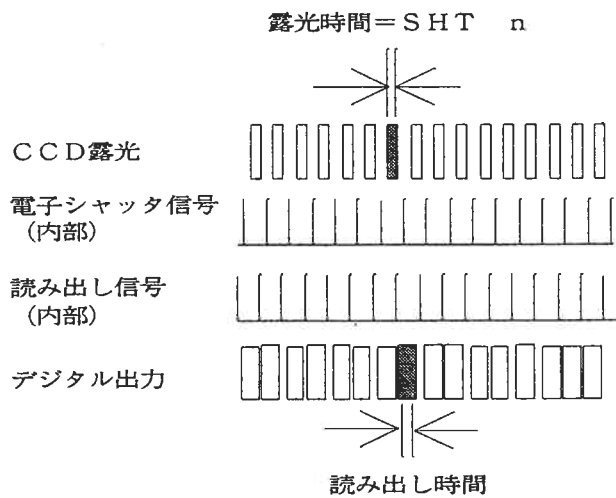 露光時間＝ＳＨＴ　ｎ
ＣＣＤ露光
電子シャッタ信号
（内部）
読み出し信号
（内部）
デジタル出力
読み出し時間